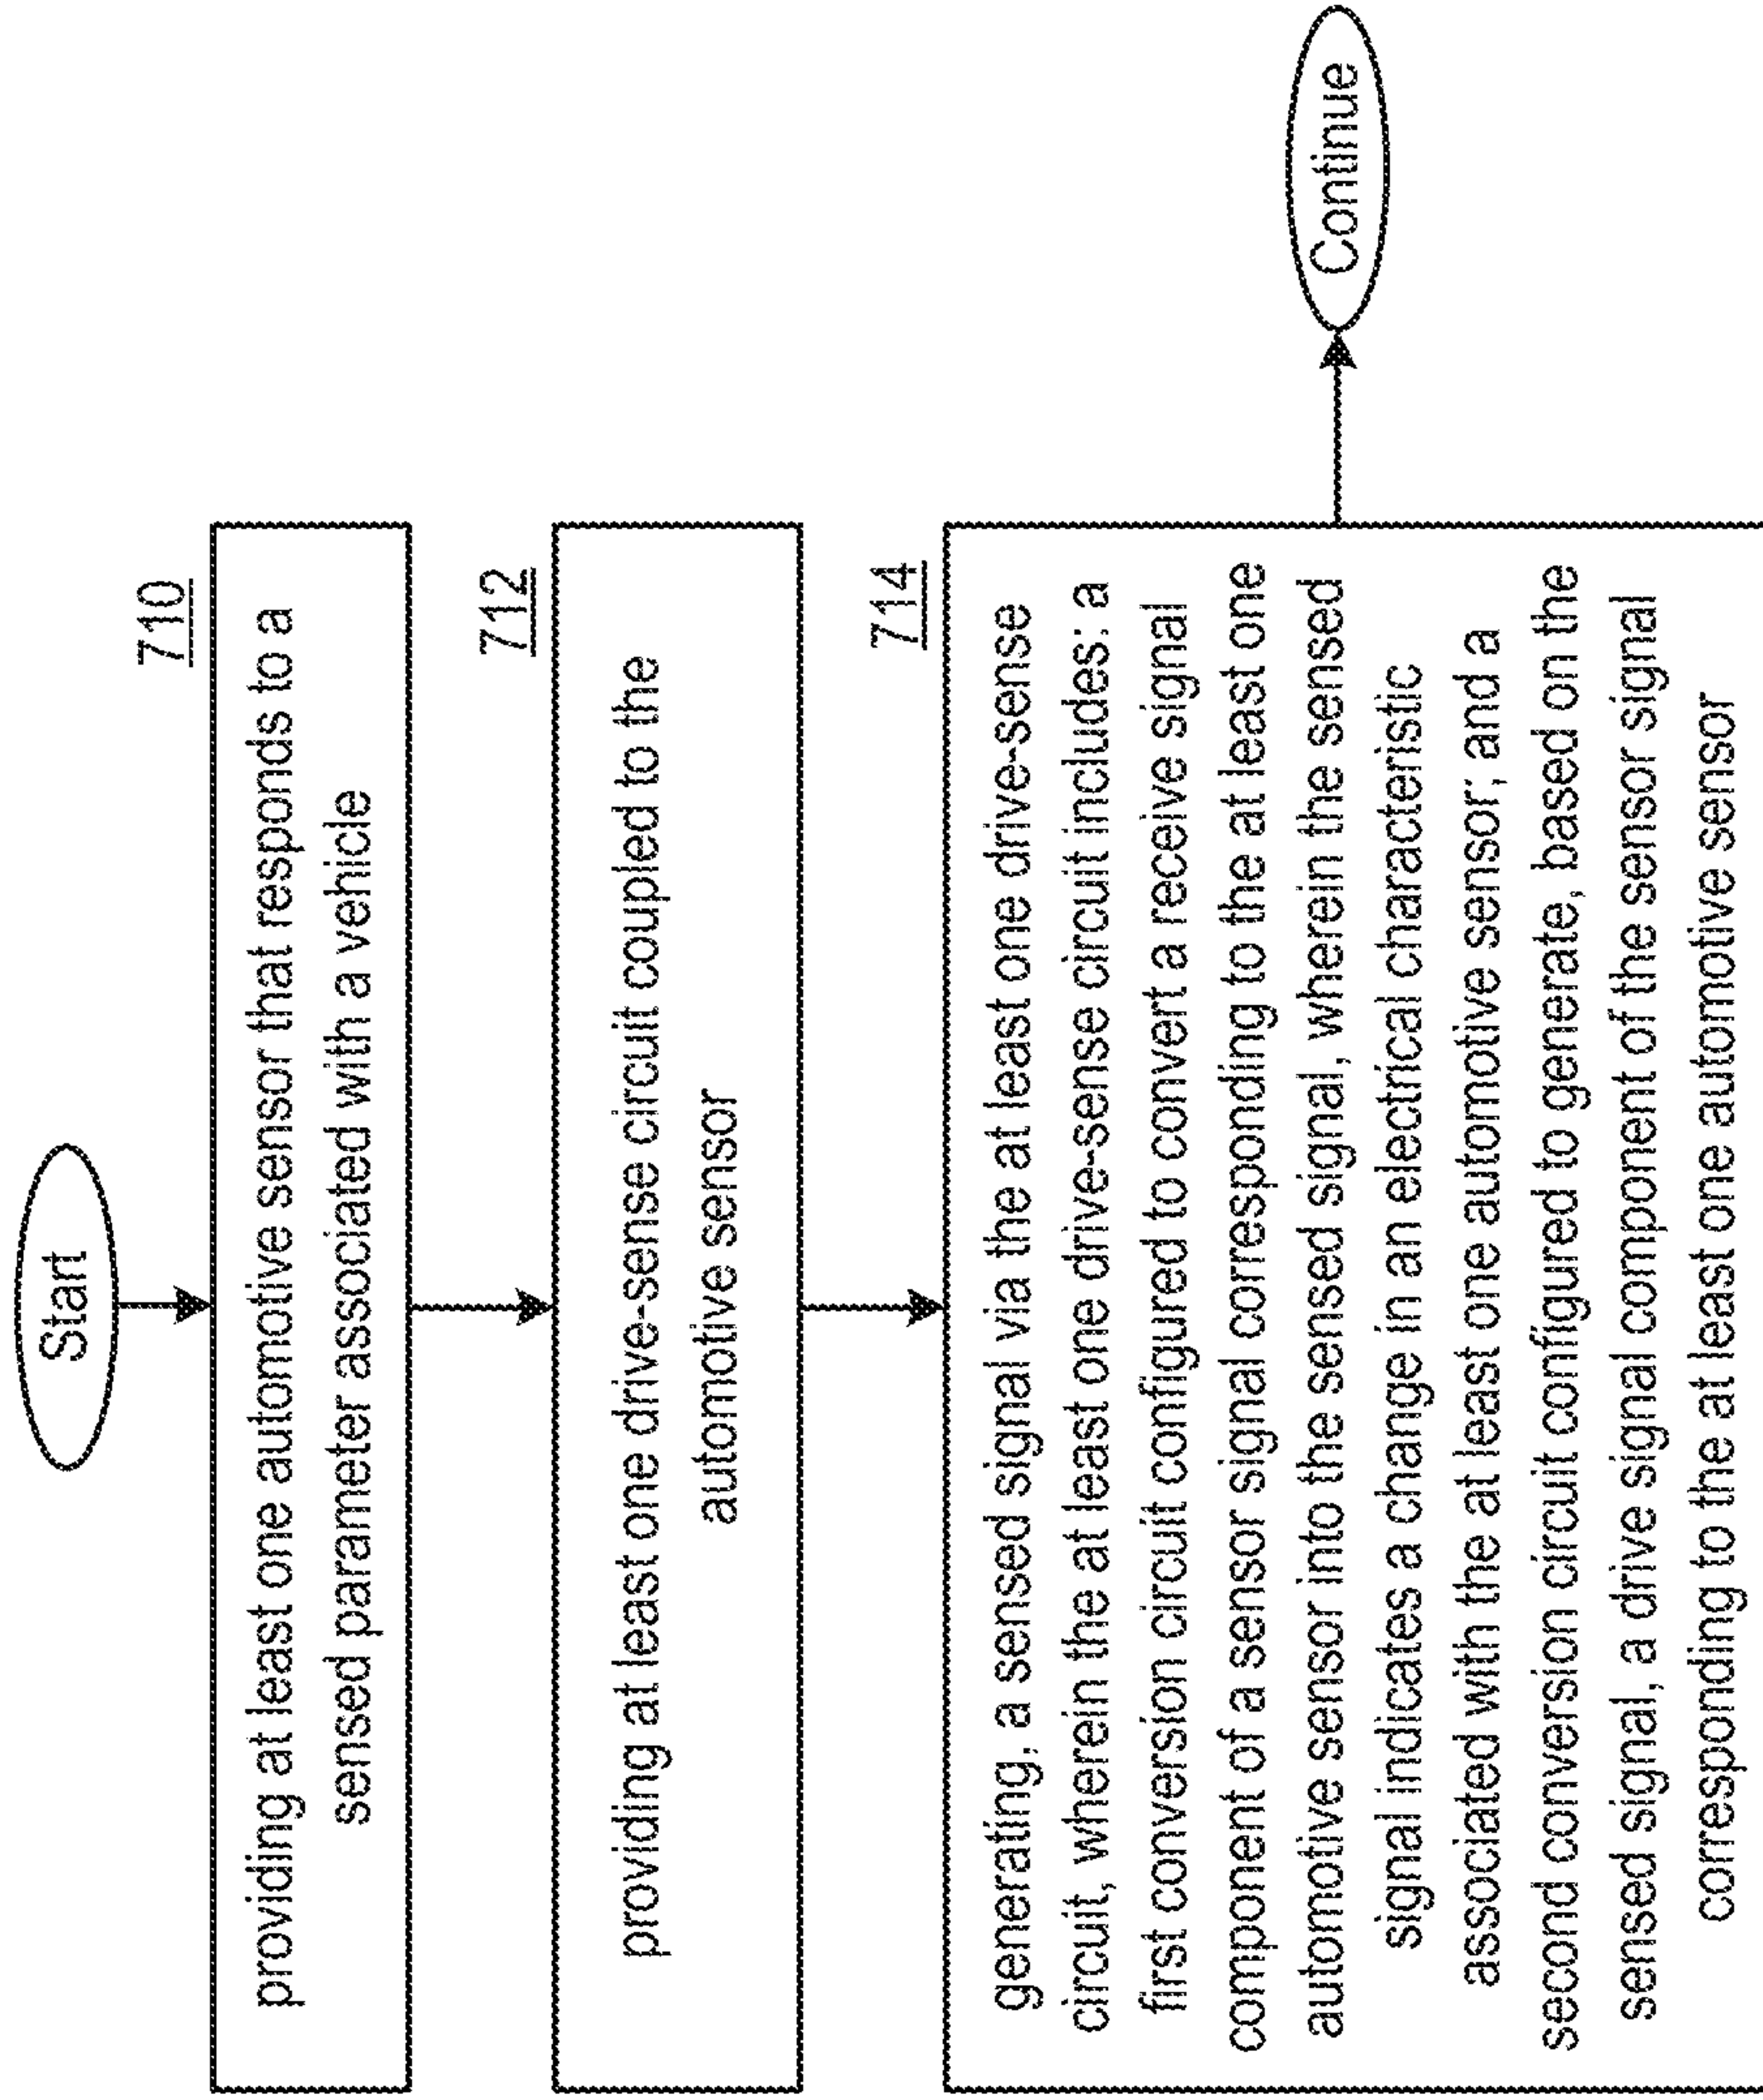 Start
710
providing at least one automotive sensor that responds to a
sensed parameter associated with a vehicle
712
providing at least one drive-sense circuit coupled to the
automotive sensor
714
generating, a sensed signal via the at least one drive-sense
circuit, wherein the at least one drive-sense circuit includes: a
first conversion circuit configured to convert a receive signal
component of a sensor signal corresponding to the at least one
automotive sensor into the sensed signal, wherein the sensed
signal indicates a change in an electrical characteristic
associated with the at least one automotive sensor; and a
second conversion circuit configured to generate, based on the
sensed signal, a drive signal component of the sensor signal
corresponding to the at least one automotive sensor
Continue